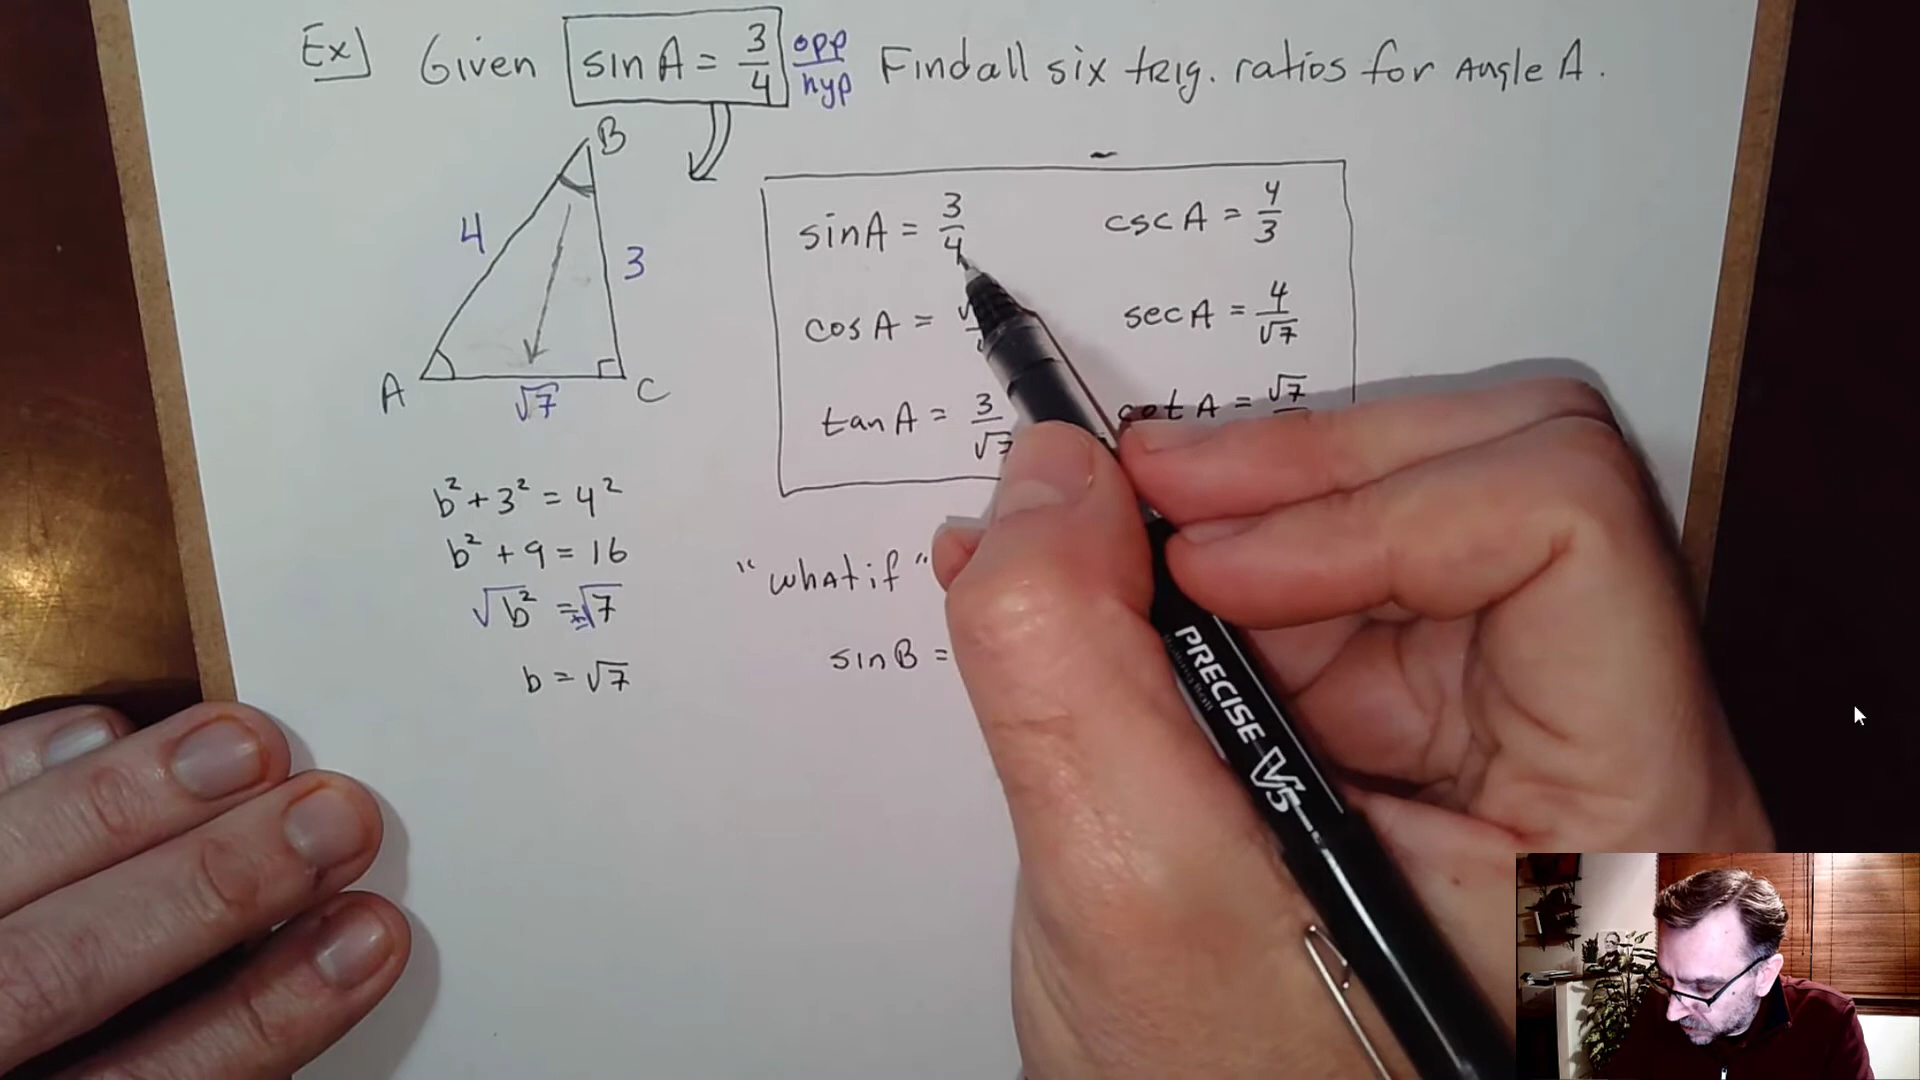 Ex] Given sin A = 3/4 opp/hyp Find all six trig. ratios for Angle A.
B
4
3
A
√7
C
sin A = 3/4
csc A = 4/3
cos A =
sec A = 4/√7
tan A = 3/√7
cot A = √7
b² + 3² = 4²
b² + 9 = 16
√b² = ±√7
b = √7
"what if"
sin B =
PRECISE V5
Rolling Ball